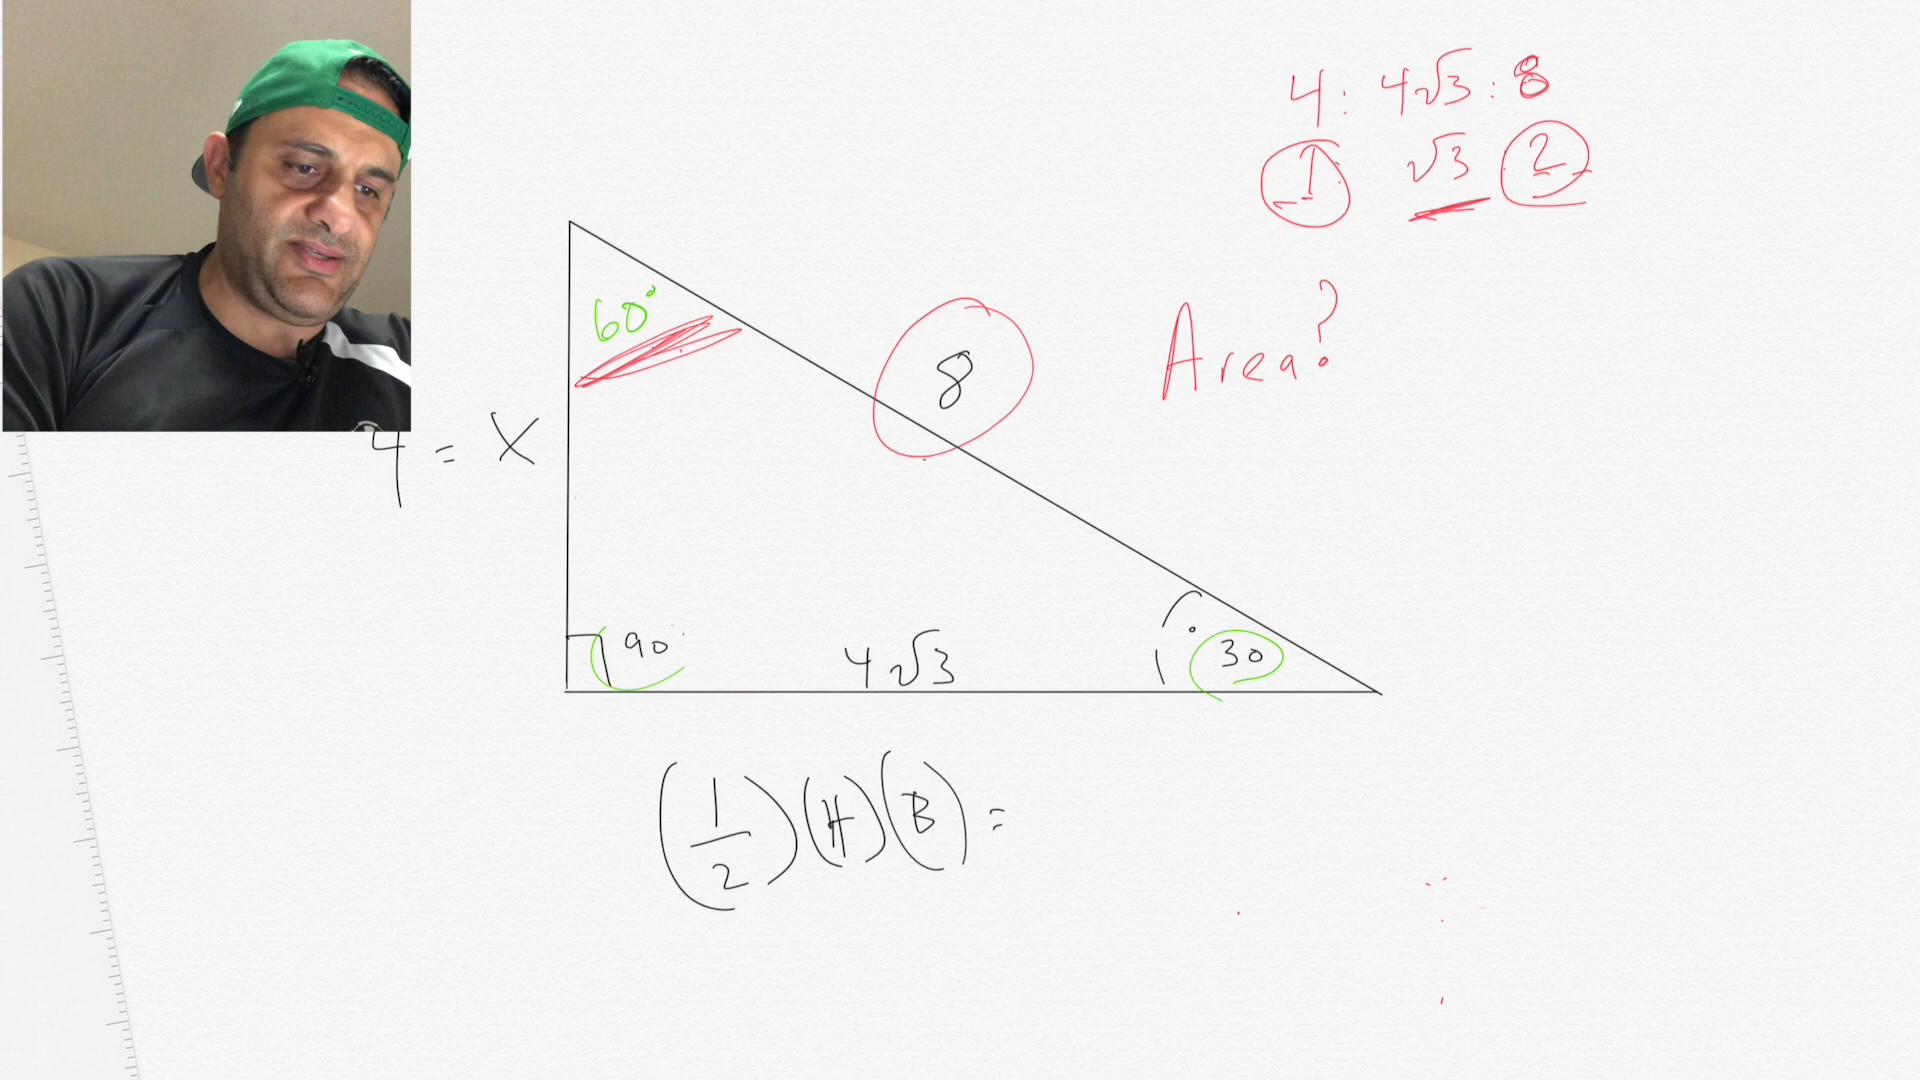 4 : 4√3 : 8
1 √3 2
60°
8
Area?
4 = X
90°
4√3
30°
(1/2)(H)(B) =